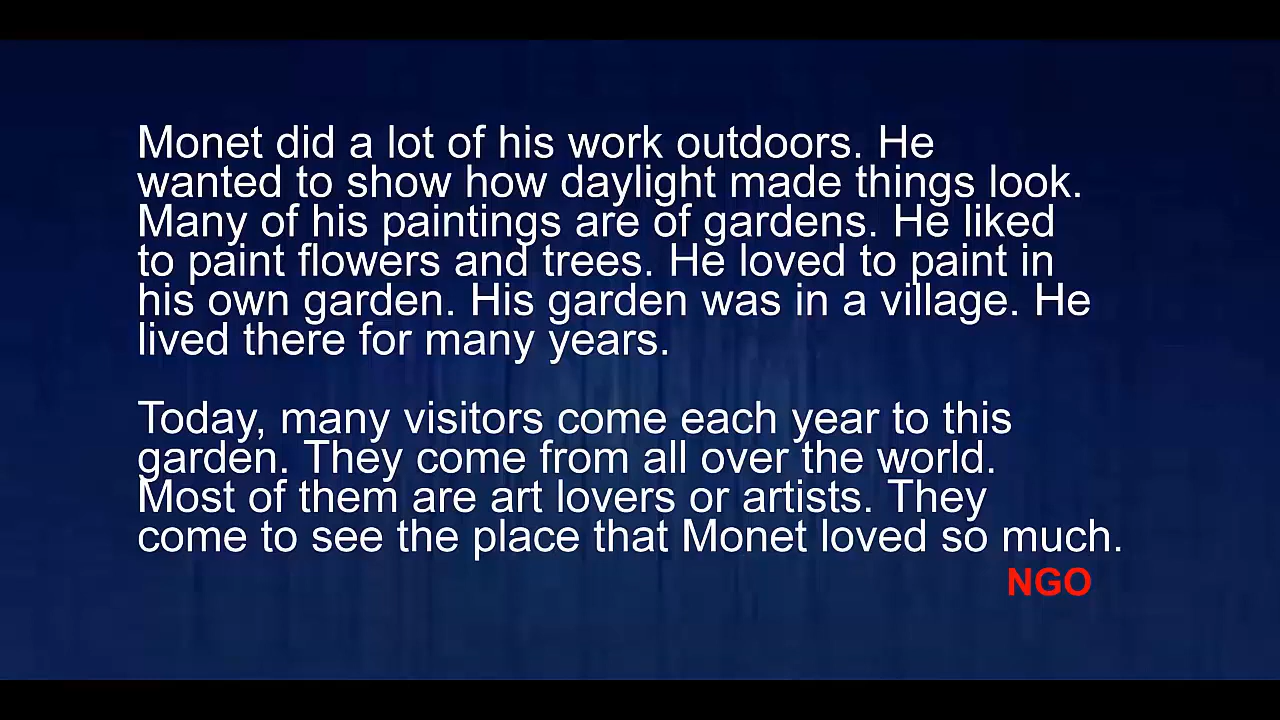 Monet did a lot of his work outdoors. He
wanted to show how daylight made things look.
Many of his paintings are of gardens. He liked
to paint flowers and trees. He loved to paint in
his own garden. His garden was in a village. He
lived there for many years.
Today, many visitors come each year to this
garden. They come from all over the world.
Most of them are art lovers or artists. They
come to see the place that Monet loved so much.
NGO